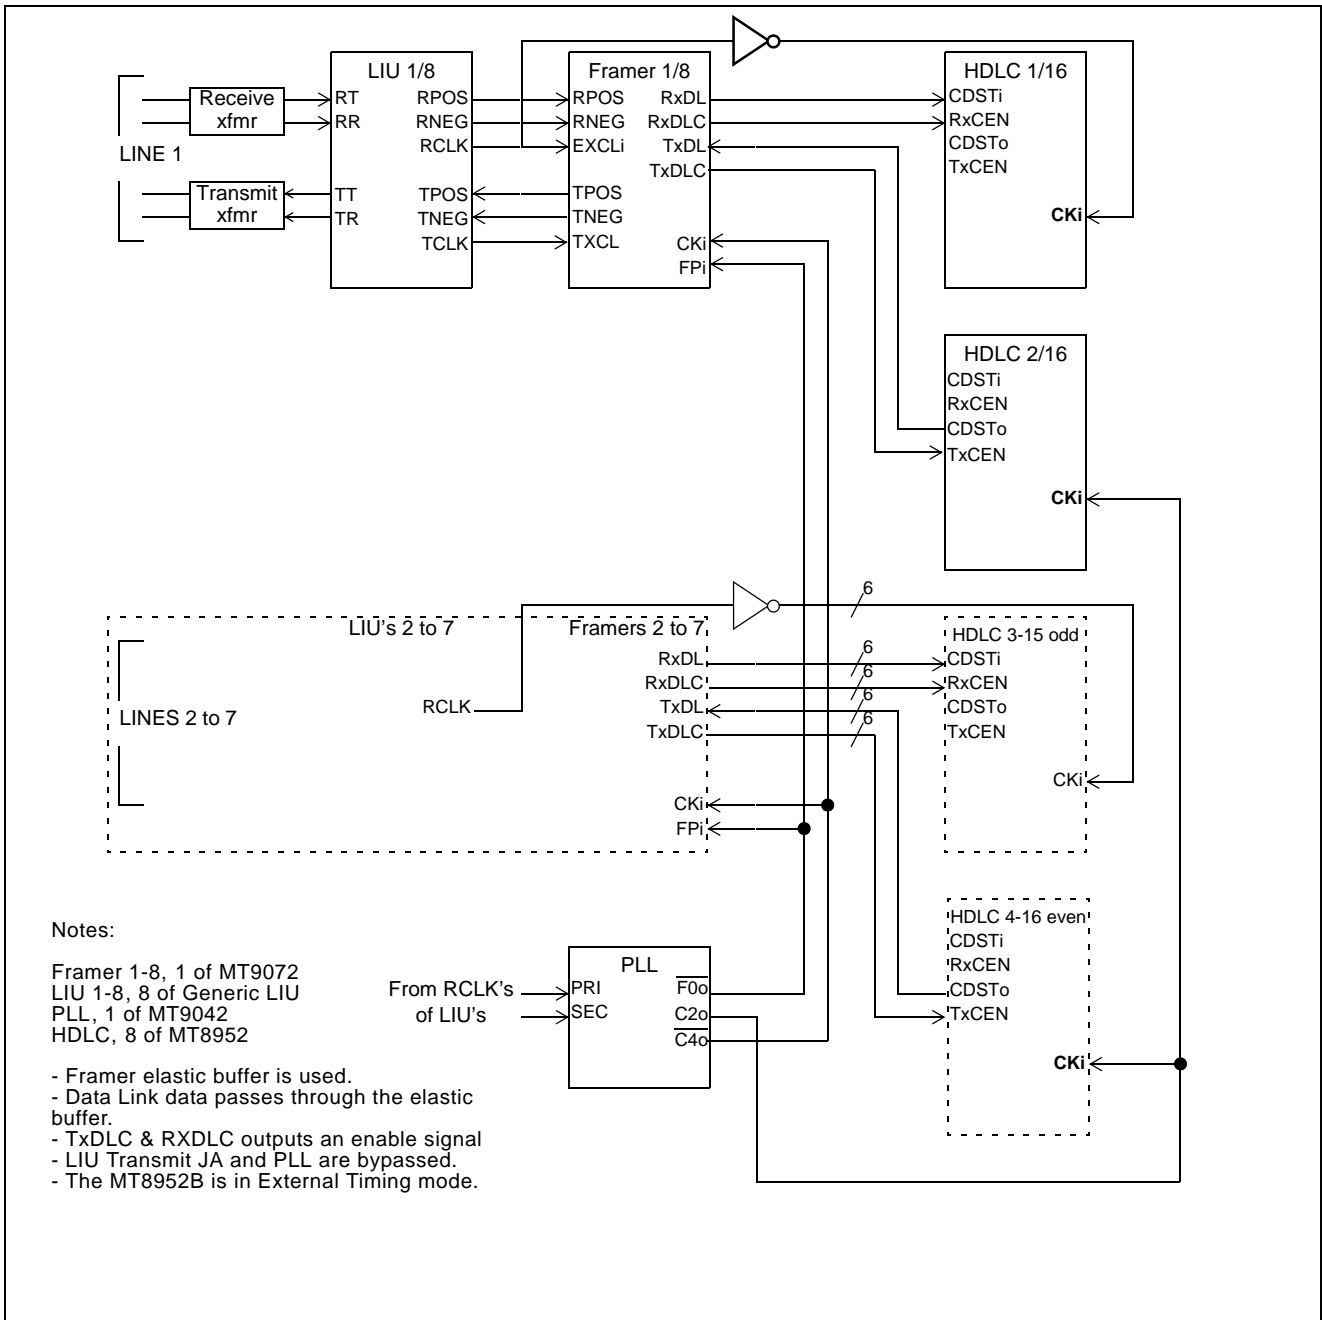 LIU 1/8
Framer 1/8
HDLC 1/16
Receive
xfmr
RT
RR
RPOS
RNEG
RCLK
RPOS
RNEG
EXCLi
RxDL
RxDLC
TxDL
TxDLC
CDSTi
RxCEN
CDSTo
TxCEN
LINE 1
Transmit
xfmr
TT
TR
TPOS
TNEG
TCLK
TPOS
TNEG
TXCL
CKi
FPi
CKi
HDLC 2/16
CDSTi
RxCEN
CDSTo
TxCEN
CKi
6
LIU's 2 to 7
Framers 2 to 7
HDLC 3-15 odd
RxDL
6
CDSTi
RxDLC
6
RxCEN
LINES 2 to 7
RCLK
TxDL
6
CDSTo
TxDLC
6
TxCEN
CKi
CKi
FPi
HDLC 4-16 even
CDSTi
RxCEN
CDSTo
TxCEN
CKi
PLL
From RCLK's
of LIU's
PRI
SEC
F0o
C2o
C4o
Notes:
Framer 1-8, 1 of MT9072
LIU 1-8, 8 of Generic LIU
PLL, 1 of MT9042
HDLC, 8 of MT8952
- Framer elastic buffer is used.
- Data Link data passes through the elastic
buffer.
- TxDLC & RXDLC outputs an enable signal
- LIU Transmit JA and PLL are bypassed.
- The MT8952B is in External Timing mode.